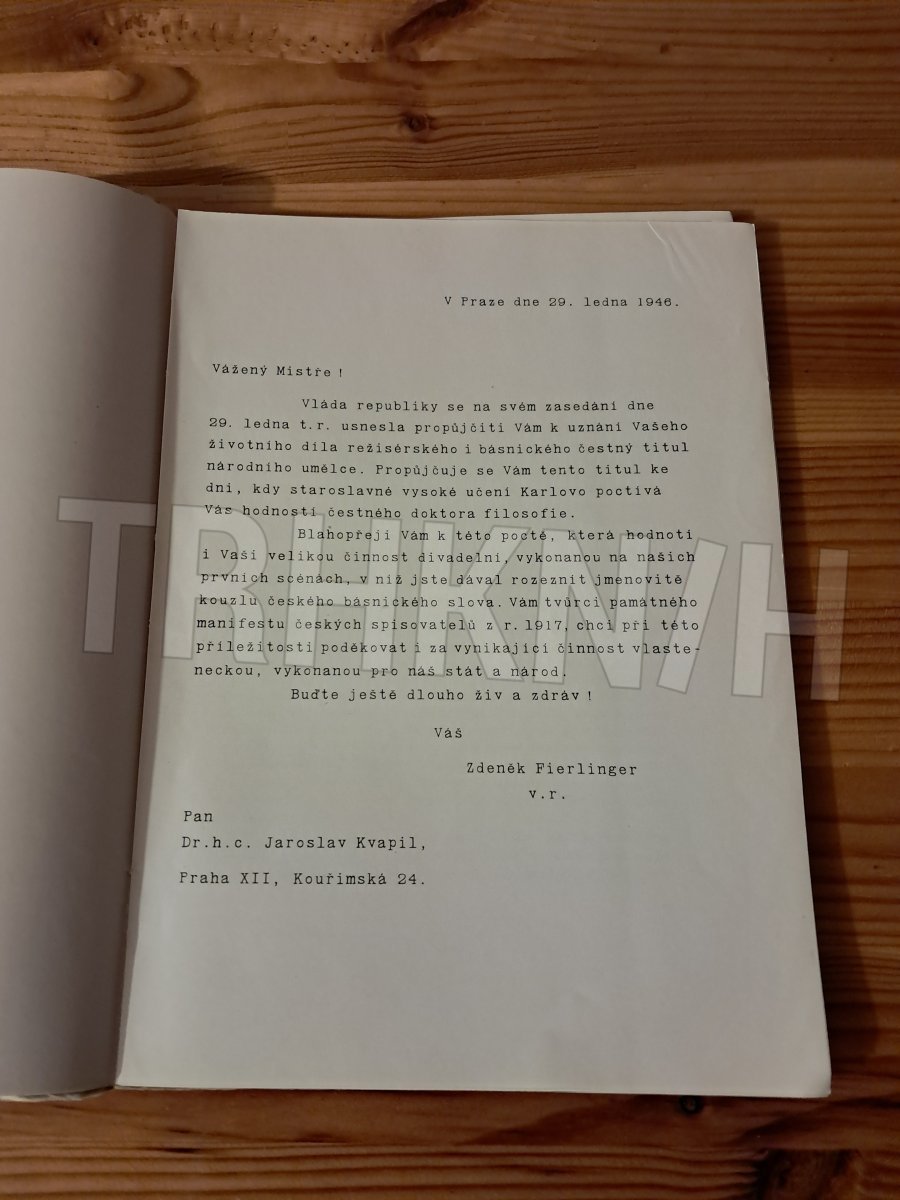 V Praze dne 29. ledna 1946.
Vážený Mistře !
Vláda republiky se na svém zasedání dne
29. ledna t.r. usnesla propůjčiti Vám k uznání Vašeho
životního díla režisérského i básnického čestný titul
národního umělce. Propůjčuje se Vám tento titul ke
dni, kdy staroslavné vysoké učení Karlovo poctívá
Vás hodností čestného doktora filosofie.
Blahopřeji Vám k této poctě, která hodnotí
i Vaši velikou činnost divadelní, vykonanou na našich
prvních scénách, v níž jste dával rozeznít jmenovitě
kouzlu českého básnického slova. Vám tvůrci památného
manifestu českých spisovatelů z r. 1917, chci při této
příležitosti poděkovat i za vynikající činnost vlaste-
neckou, vykonanou pro náš stát a národ.
Buďte ještě dlouho živ a zdráv !
Váš
Zdeněk Fierlinger
v.r.
Pan
Dr.h.c. Jaroslav Kvapil,
Praha XII, Kouřimská 24.